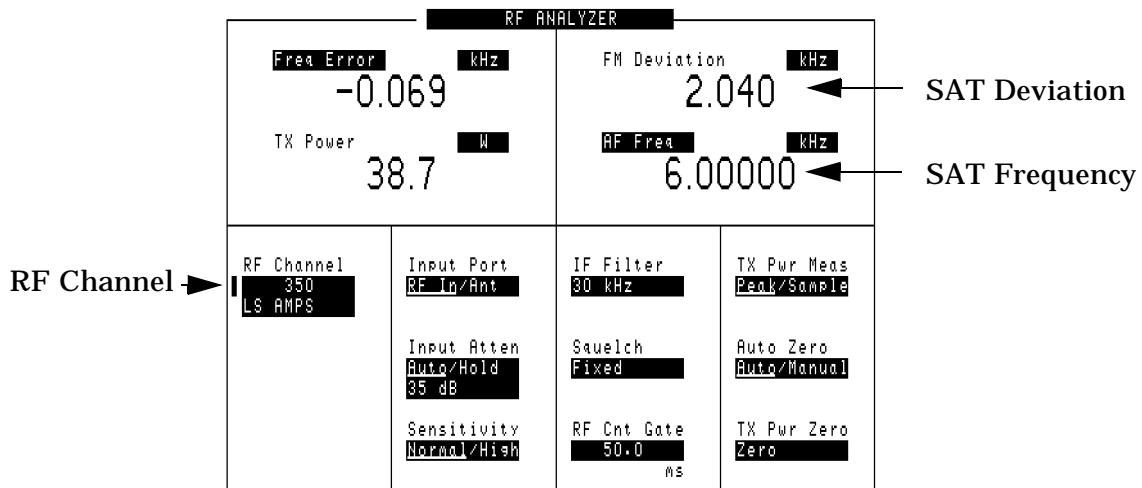 RF ANALYZER
Freq Error kHz
-0.069
FM Deviation kHz
2.040
SAT Deviation
TX Power W
38.7
AF Freq kHz
6.00000
SAT Frequency
RF Channel
RF Channel
350
LS AMPS
Input Port
RF In/Ant
Input Atten
Auto/Hold
35 dB
Sensitivity
Normal/High
IF Filter
30 kHz
Squelch
Fixed
RF Cnt Gate
50.0
ms
TX Pwr Meas
Peak/Sample
Auto Zero
Auto/Manual
TX Pwr Zero
Zero